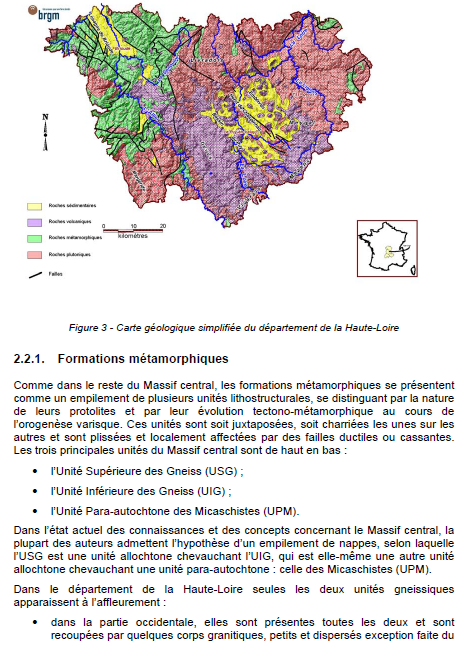 brgm
N
Roches sédimentaires
Roches volcaniques
Roches métamorphiques
Roches plutoniques
Failles
0 10 20
kilomètres
Figure 3 - Carte géologique simplifiée du département de la Haute-Loire
2.2.1. Formations métamorphiques
Comme dans le reste du Massif central, les formations métamorphiques se présentent
comme un empilement de plusieurs unités lithostructurales, se distinguant par la nature
de leurs protolites et par leur évolution tectono-métamorphique au cours de
l'orogenèse varisque. Ces unités sont soit juxtaposées, soit charriées les unes sur les
autres et sont plissées et localement affectées par des failles ductiles ou cassantes.
Les trois principales unités du Massif central sont de haut en bas :
• l'Unité Supérieure des Gneiss (USG) ;
• l'Unité Inférieure des Gneiss (UIG) ;
• l'Unité Para-autochtone des Micaschistes (UPM).
Dans l'état actuel des connaissances et des concepts concernant le Massif central, la
plupart des auteurs admettent l'hypothèse d'un empilement de nappes, selon laquelle
l'USG est une unité allochtone chevauchant l'UIG, qui est elle-même une autre unité
allochtone chevauchant une unité para-autochtone : celle des Micaschistes (UPM).
Dans le département de la Haute-Loire seules les deux unités gneissiques
apparaissent à l'affleurement :
• dans la partie occidentale, elles sont présentes toutes les deux et sont
recoupées par quelques corps granitiques, petits et dispersés exception faite du